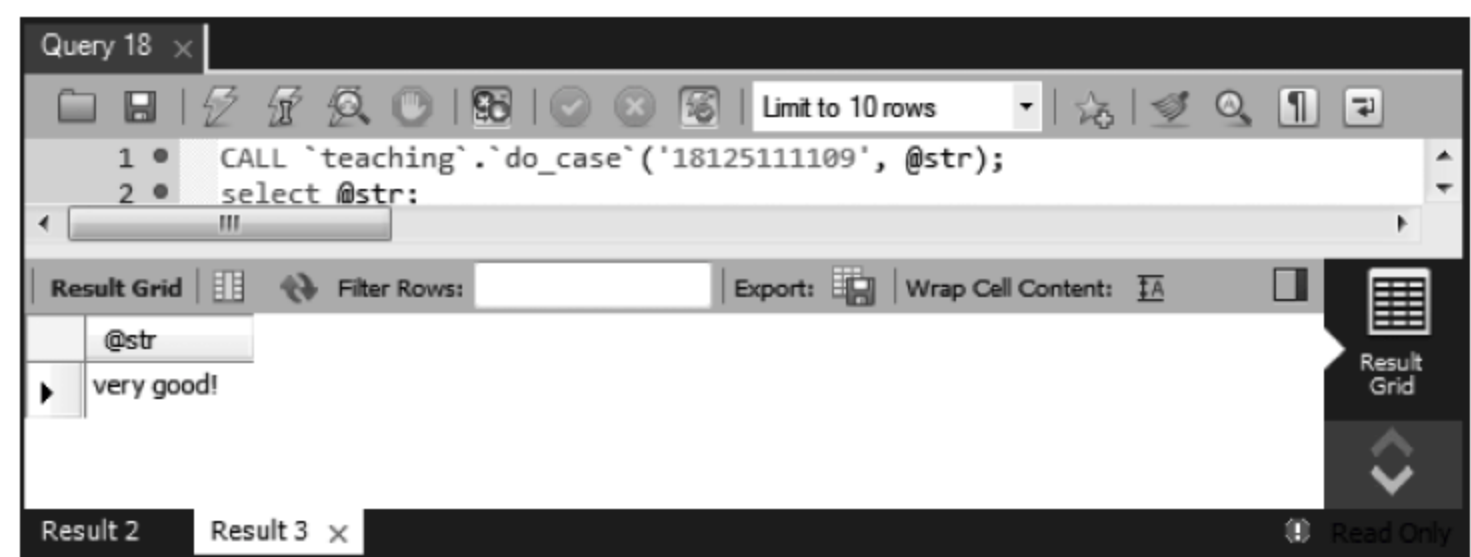 Query 18
Limit to 10 rows
1 CALL `teaching`.`do_case`('18125111109', @str);
2 select @str;
Result Grid Filter Rows: Export: Wrap Cell Content:
@str
very good!
Result Grid
Result 2 Result 3 Read Only